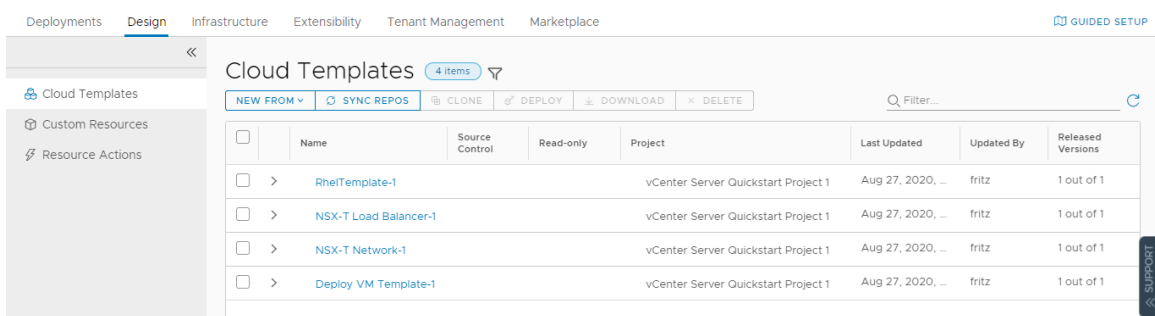 Deployments Design Infrastructure Extensibility Tenant Management Marketplace GUIDED SETUP
Cloud Templates
Custom Resources
Resource Actions
Cloud Templates 4 items
NEW FROM SYNC REPOS CLONE DEPLOY DOWNLOAD DELETE Filter...
Name Source Control Read-only Project Last Updated Updated By Released Versions
RhelTemplate-1 vCenter Server Quickstart Project 1 Aug 27, 2020, ... fritz 1 out of 1
NSX-T Load Balancer-1 vCenter Server Quickstart Project 1 Aug 27, 2020, ... fritz 1 out of 1
NSX-T Network-1 vCenter Server Quickstart Project 1 Aug 27, 2020, ... fritz 1 out of 1
Deploy VM Template-1 vCenter Server Quickstart Project 1 Aug 27, 2020, ... fritz 1 out of 1
SUPPORT